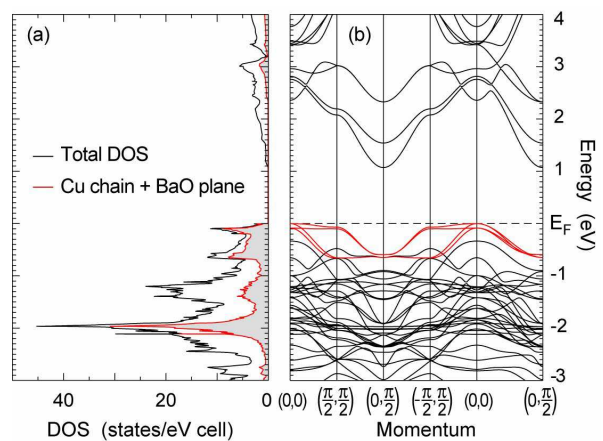 (a)
(b)
Total DOS
Cu chain + BaO plane
4
3
2
1
E_F
-1
-2
-3
Energy (eV)
40 20 0
DOS (states/eV cell)
(0,0) (π/2,π/2) (0,π/2) (-π/2,π/2) (0,0) (0,π/2)
Momentum